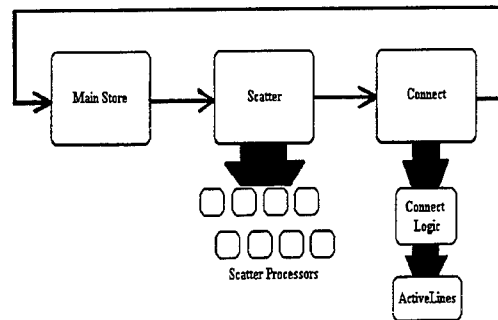 Main Store
Scatter
Connect
Connect
Logic
Scatter Processors
ActiveLines